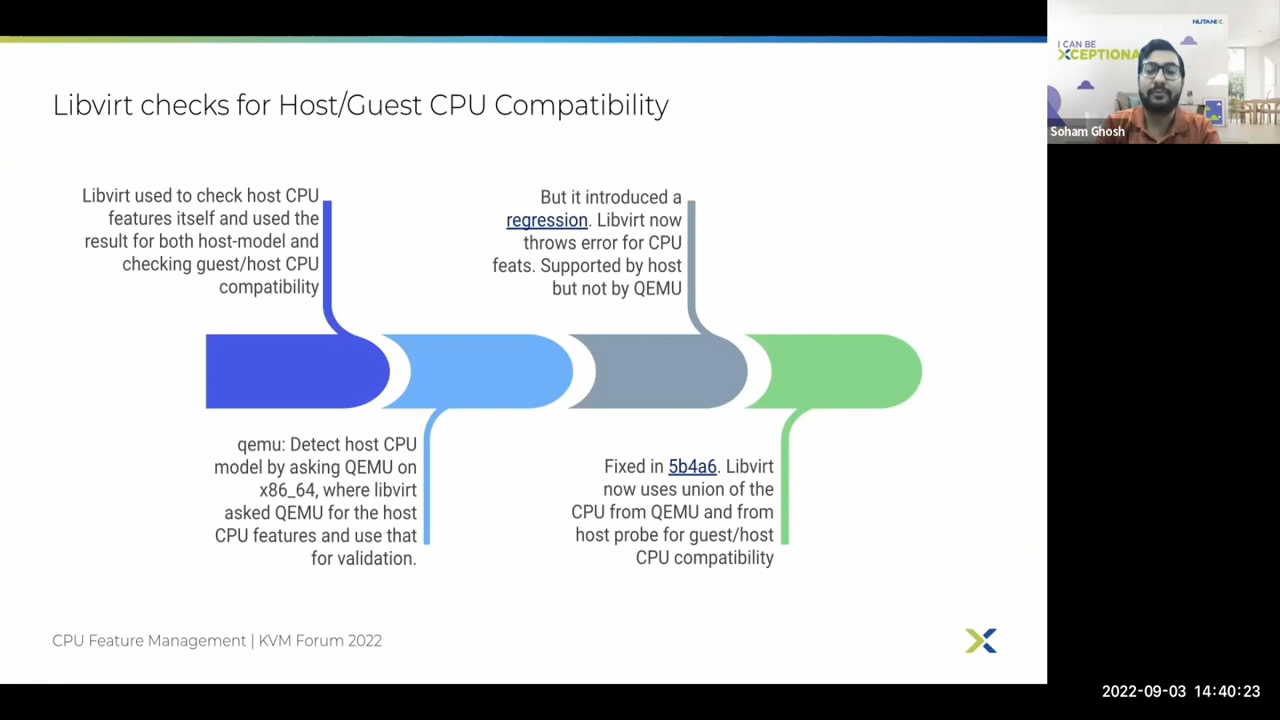 NUTANIX
I CAN BE
XCEPTIONA
Soham Ghosh
Libvirt checks for Host/Guest CPU Compatibility
Libvirt used to check host CPU
features itself and used the
result for both host-model and
checking guest/host CPU
compatibility
But it introduced a
regression. Libvirt now
throws error for CPU
feats. Supported by host
but not by QEMU
qemu: Detect host CPU
model by asking QEMU on
x86_64, where libvirt
asked QEMU for the host
CPU features and use that
for validation.
Fixed in 5b4a6. Libvirt
now uses union of the
CPU from QEMU and from
host probe for guest/host
CPU compatibility
CPU Feature Management | KVM Forum 2022
2022-09-03 14:40:23